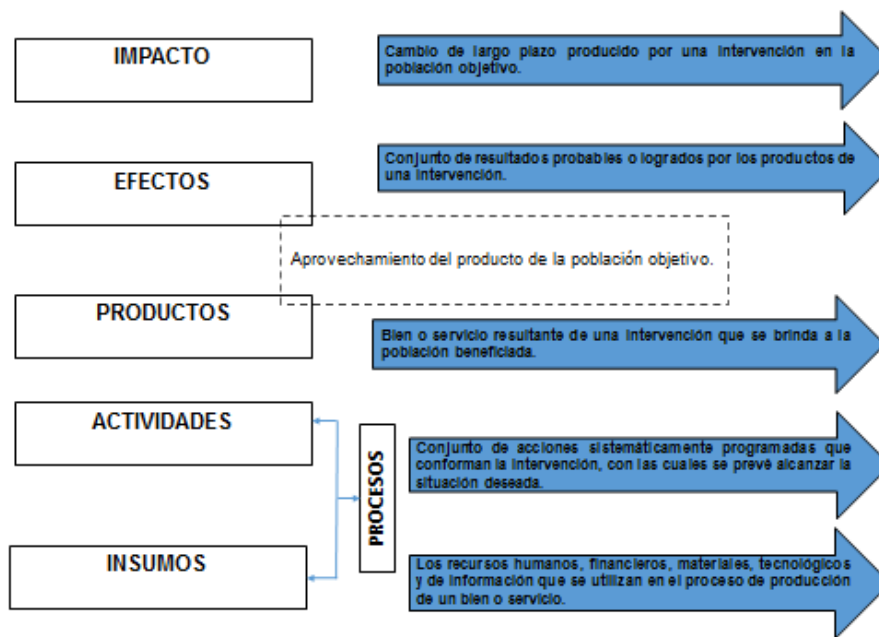 IMPACTO
Cambio de largo plazo producido por una intervención en la
población objetivo.
EFECTOS
Conjunto de resultados probables o logrados por los productos de
una intervención.
Aprovechamiento del producto de la población objetivo.
PRODUCTOS
Bien o servicio resultante de una intervención que se brinda a la
población beneficiada.
ACTIVIDADES
PROCESOS
Conjunto de acciones sistemáticamente programadas que
conforman la intervención, con las cuales se prevé alcanzar la
situación deseada.
INSUMOS
Los recursos humanos, financieros, materiales, tecnológicos
y de información que se utilizan en el proceso de producción
de un bien o servicio.